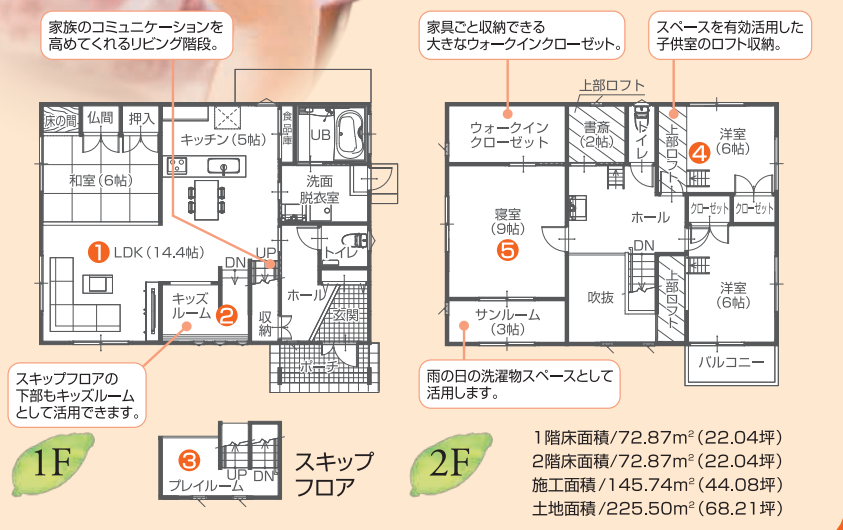 家族のコミュニケーションを
高めてくれるリビング階段。
家具ごと収納できる
大きなウォークインクローゼット。
スペースを有効活用した
子供室のロフト収納。
床の間
仏間
押入
キッチン(5帖)
食品庫
UB
和室(6帖)
洗面
脱衣室
1 LDK(14.4帖)
UP
DN
トイレ
キッズ
ルーム
2
収納
ホール
玄関
ポーチ
スキップフロアの
下部もキッズルーム
として活用できます。
1F
3
プレイルーム
UP
DN
スキップ
フロア
上部ロフト
ウォークイン
クローゼット
書斎
(2帖)
トイレ
上部ロフト
4
洋室
(6帖)
寝室
(9帖)
5
ホール
クローゼット
クローゼット
DN
吹抜
上部ロフト
洋室
(6帖)
サンルーム
(3帖)
バルコニー
雨の日の洗濯物スペースとして
活用します。
2F
1階床面積/72.87m²(22.04坪)
2階床面積/72.87m²(22.04坪)
施工面積/145.74m²(44.08坪)
土地面積/225.50m²(68.21坪)